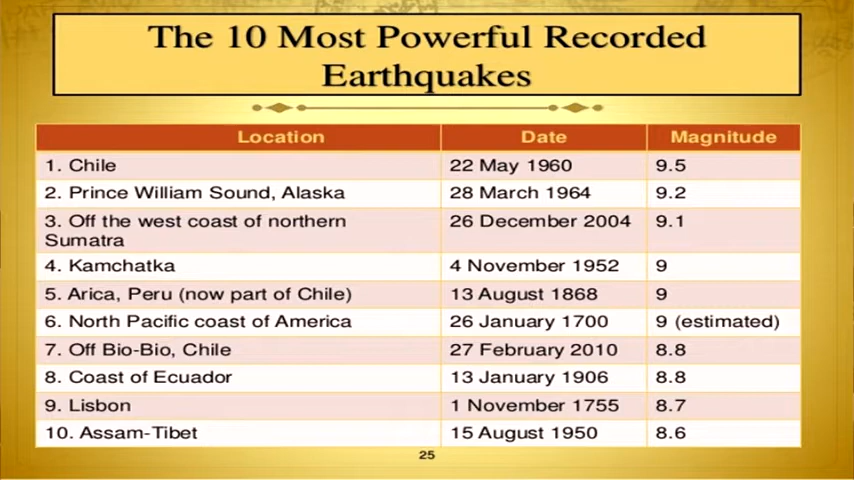 The 10 Most Powerful Recorded
Earthquakes
Location Date Magnitude
1. Chile 22 May 1960 9.5
2. Prince William Sound, Alaska 28 March 1964 9.2
3. Off the west coast of northern 26 December 2004 9.1
Sumatra
4. Kamchatka 4 November 1952 9
5. Arica, Peru (now part of Chile) 13 August 1868 9
6. North Pacific coast of America 26 January 1700 9 (estimated)
7. Off Bio-Bio, Chile 27 February 2010 8.8
8. Coast of Ecuador 13 January 1906 8.8
9. Lisbon 1 November 1755 8.7
10. Assam-Tibet 15 August 1950 8.6
25